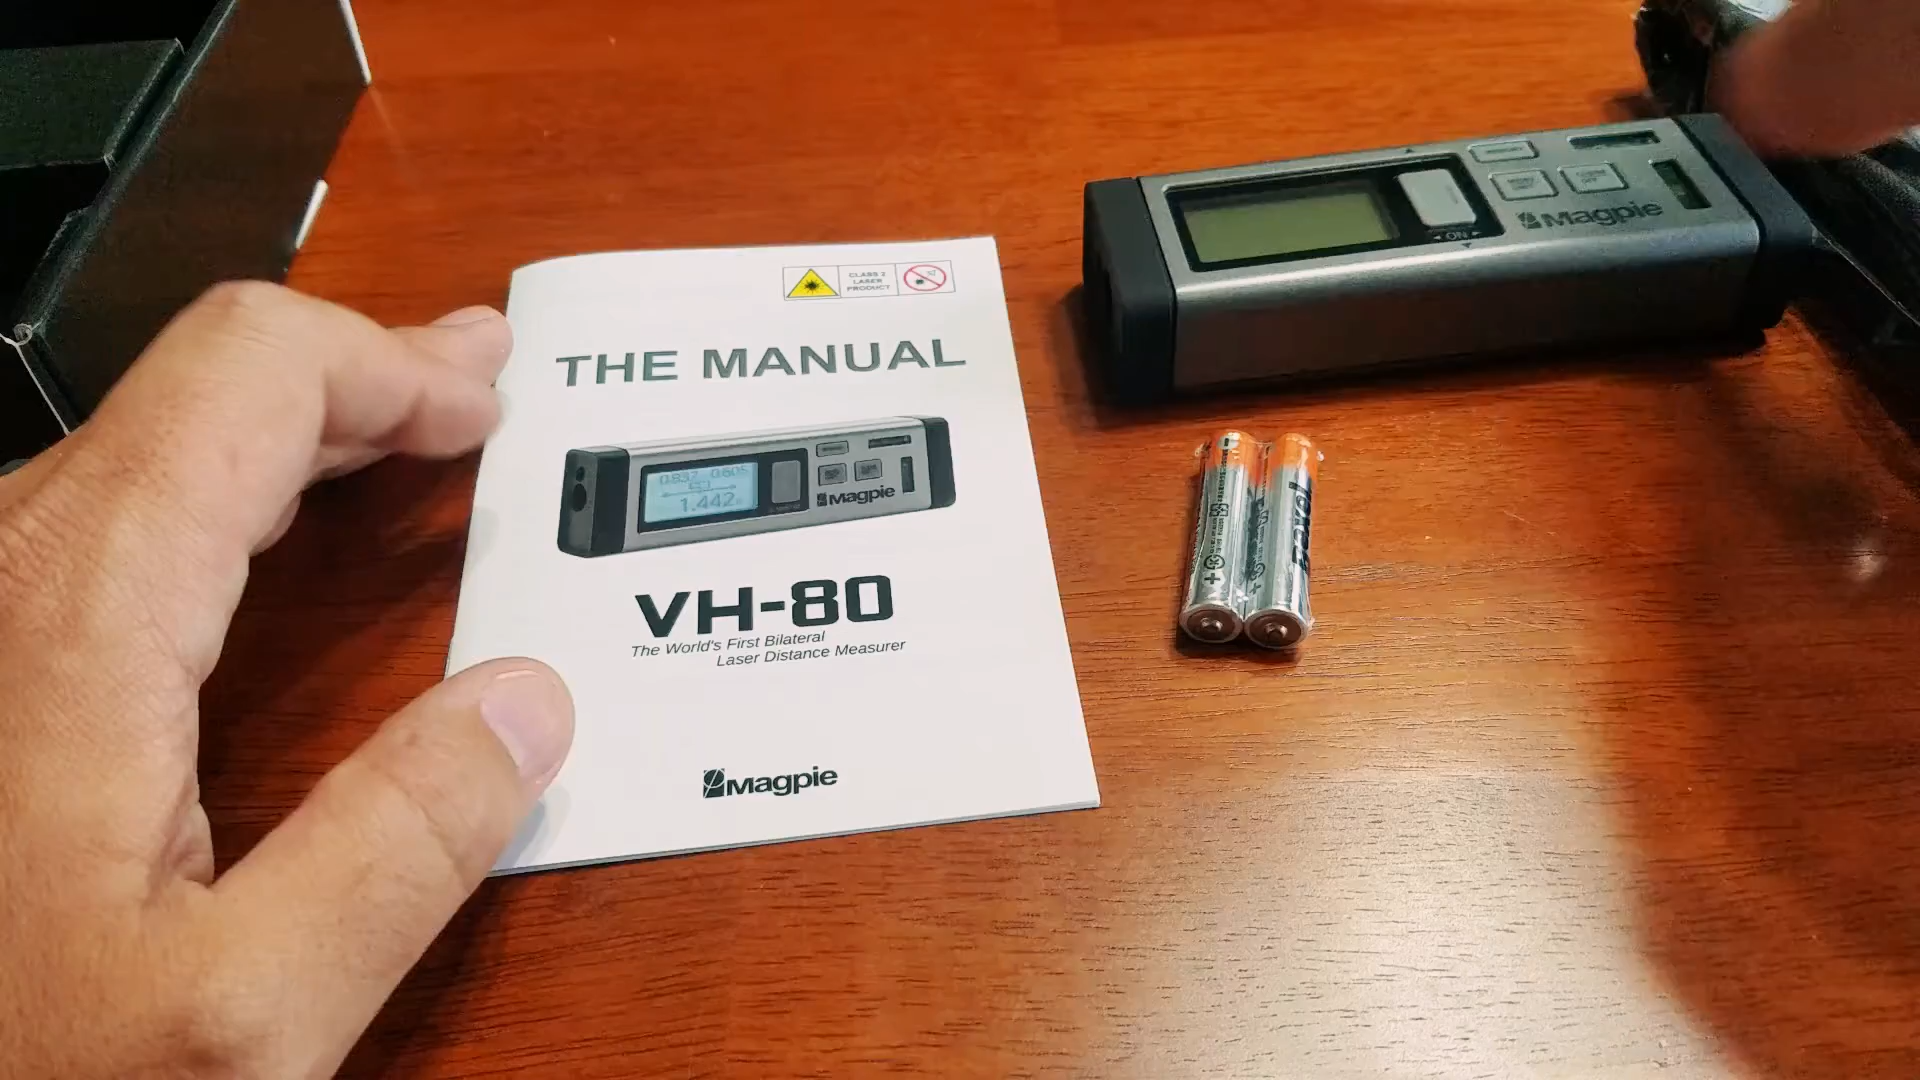 CLASS 2
LASER
PRODUCT
THE MANUAL
0.837 0.605
1.442
Magpie
VH-80
The World's First Bilateral
Laser Distance Measurer
Magpie
ON
Magpie